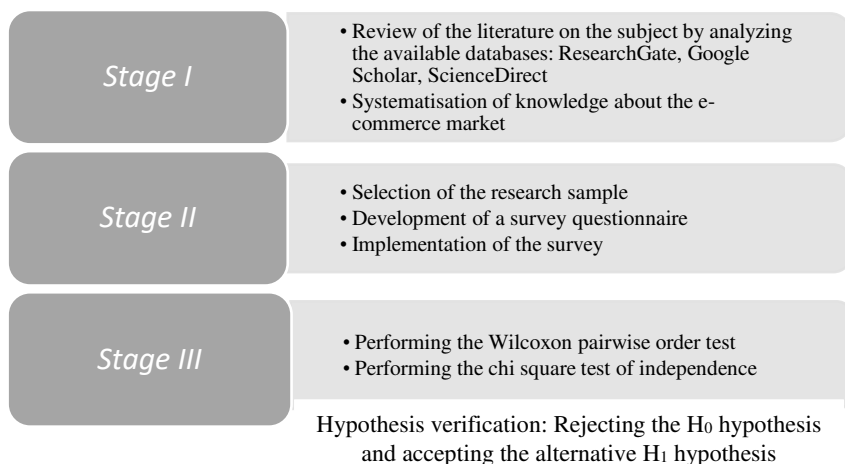 Stage I
• Review of the literature on the subject by analyzing
the available databases: ResearchGate, Google
Scholar, ScienceDirect
• Systematisation of knowledge about the e-
commerce market
Stage II
• Selection of the research sample
• Development of a survey questionnaire
• Implementation of the survey
Stage III
• Performing the Wilcoxon pairwise order test
• Performing the chi square test of independence
Hypothesis verification: Rejecting the H₀ hypothesis
and accepting the alternative H₁ hypothesis